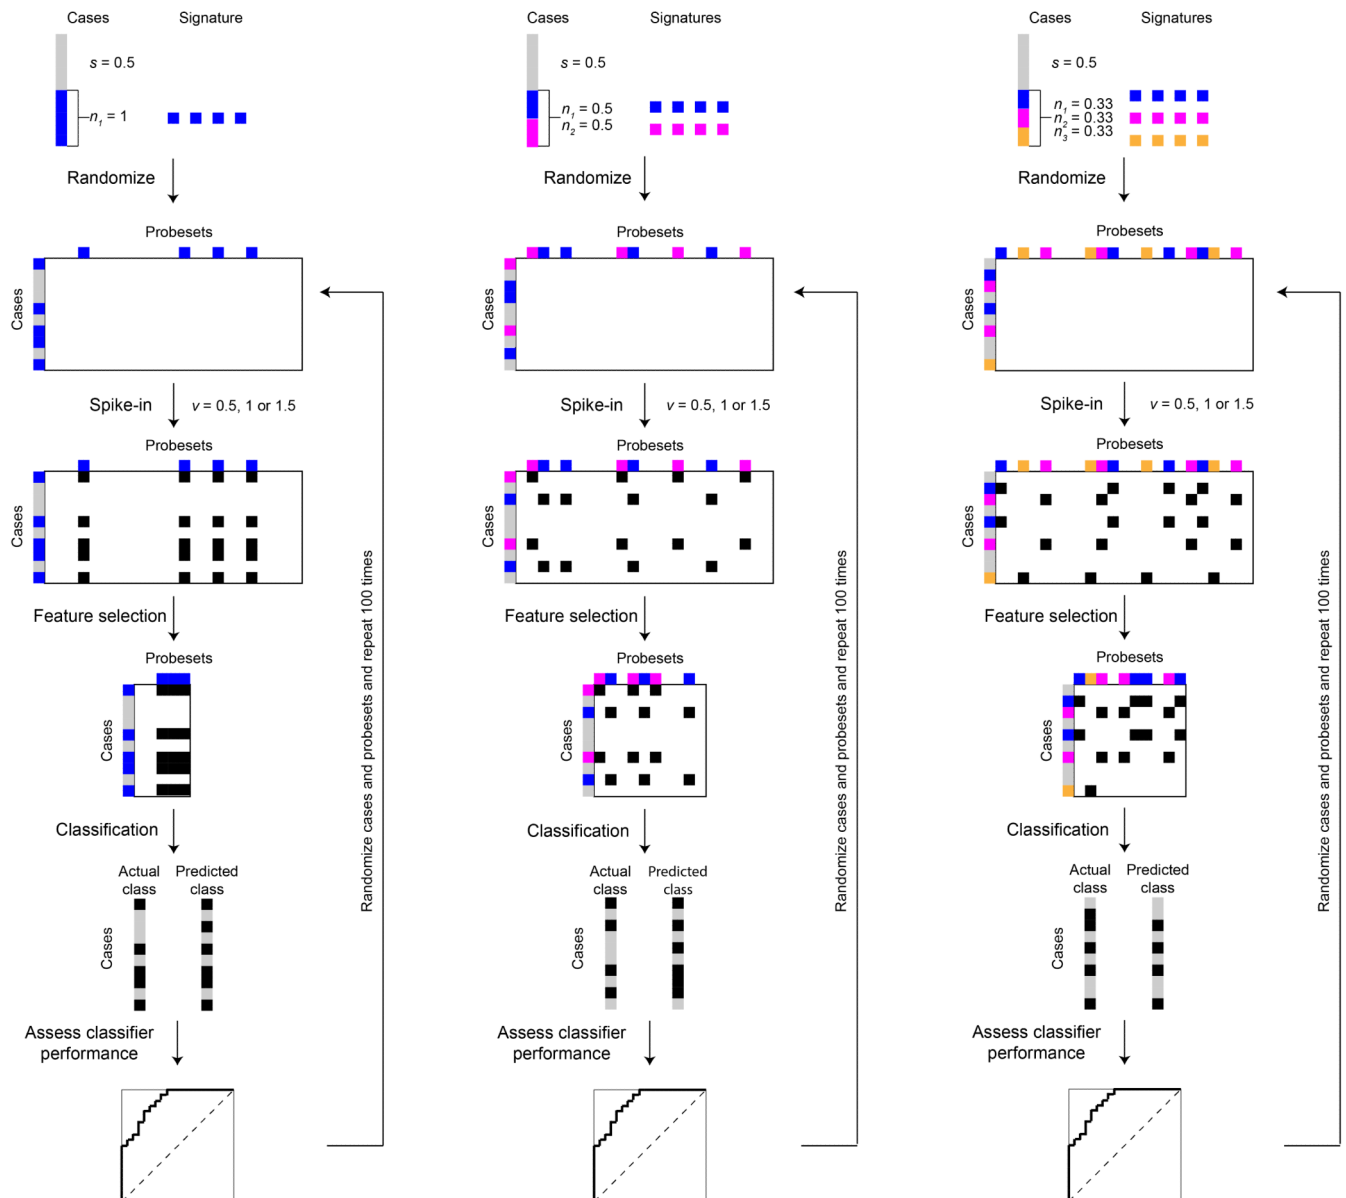 Cases
Signature
s = 0.5
n1 = 1
Randomize
Probesets
Cases
Spike-in
v = 0.5, 1 or 1.5
Probesets
Cases
Feature selection
Probesets
Cases
Classification
Actual
class
Predicted
class
Cases
Assess classifier
performance
Randomize cases and probesets and repeat 100 times
Cases
Signatures
s = 0.5
n1 = 0.5
n2 = 0.5
Randomize
Probesets
Cases
Spike-in
v = 0.5, 1 or 1.5
Probesets
Cases
Feature selection
Probesets
Cases
Classification
Actual
class
Predicted
class
Cases
Assess classifier
performance
Randomize cases and probesets and repeat 100 times
Cases
Signatures
s = 0.5
n1 = 0.33
n2 = 0.33
n3 = 0.33
Randomize
Probesets
Cases
Spike-in
v = 0.5, 1 or 1.5
Probesets
Cases
Feature selection
Probesets
Cases
Classification
Actual
class
Predicted
class
Cases
Assess classifier
performance
Randomize cases and probesets and repeat 100 times